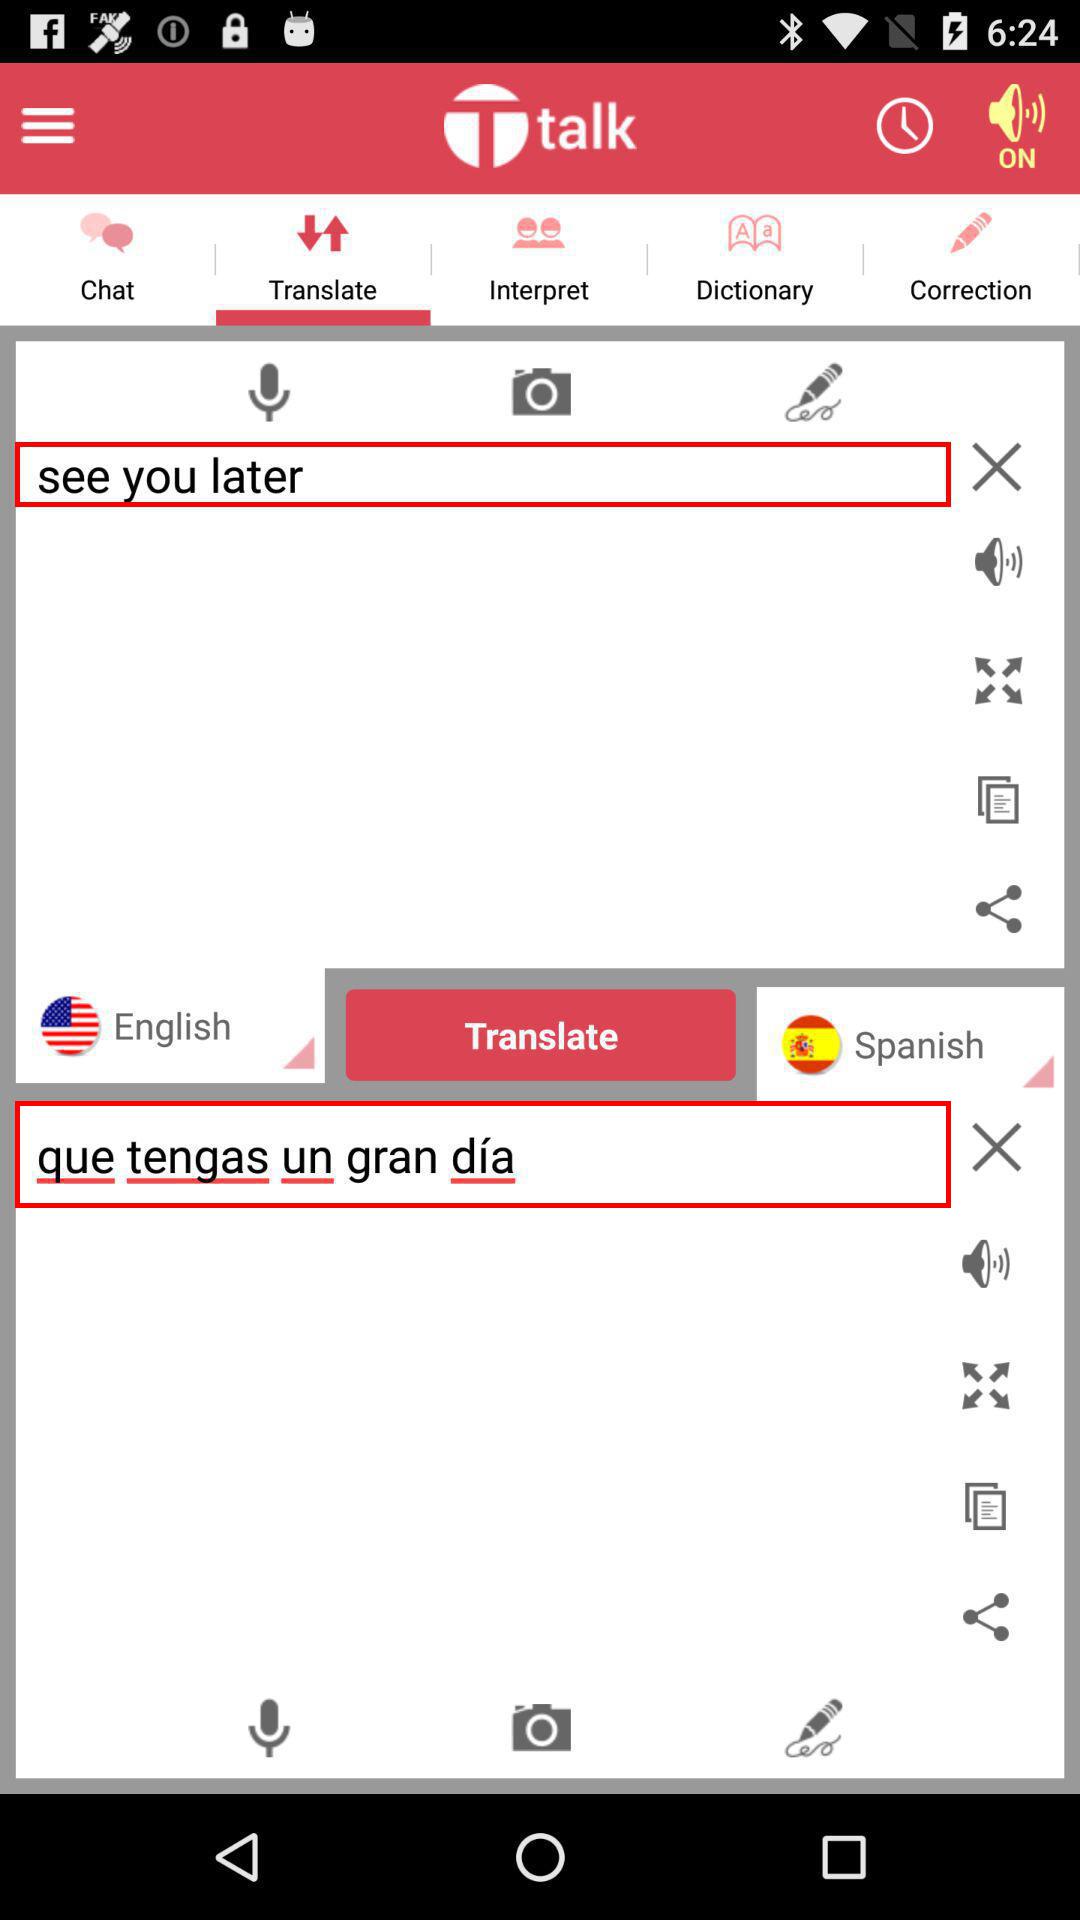 FAK
6:24
talk
ON
Chat
Translate
Interpret
Dictionary
Correction
see you later
English
Translate
Spanish
que tengas un gran día